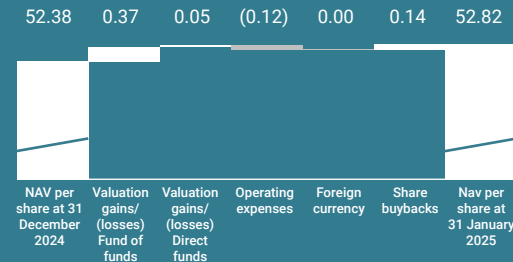 52.38 0.37 0.05 (0.12) 0.00 0.14 52.82
NAV per
share at 31
December
2024
Valuation
gains/
(losses)
Fund of
funds
Valuation
gains/
(losses)
Direct
funds
Operating
expenses
Foreign
currency
Share
buybacks
Nav per
share at
31 January
2025